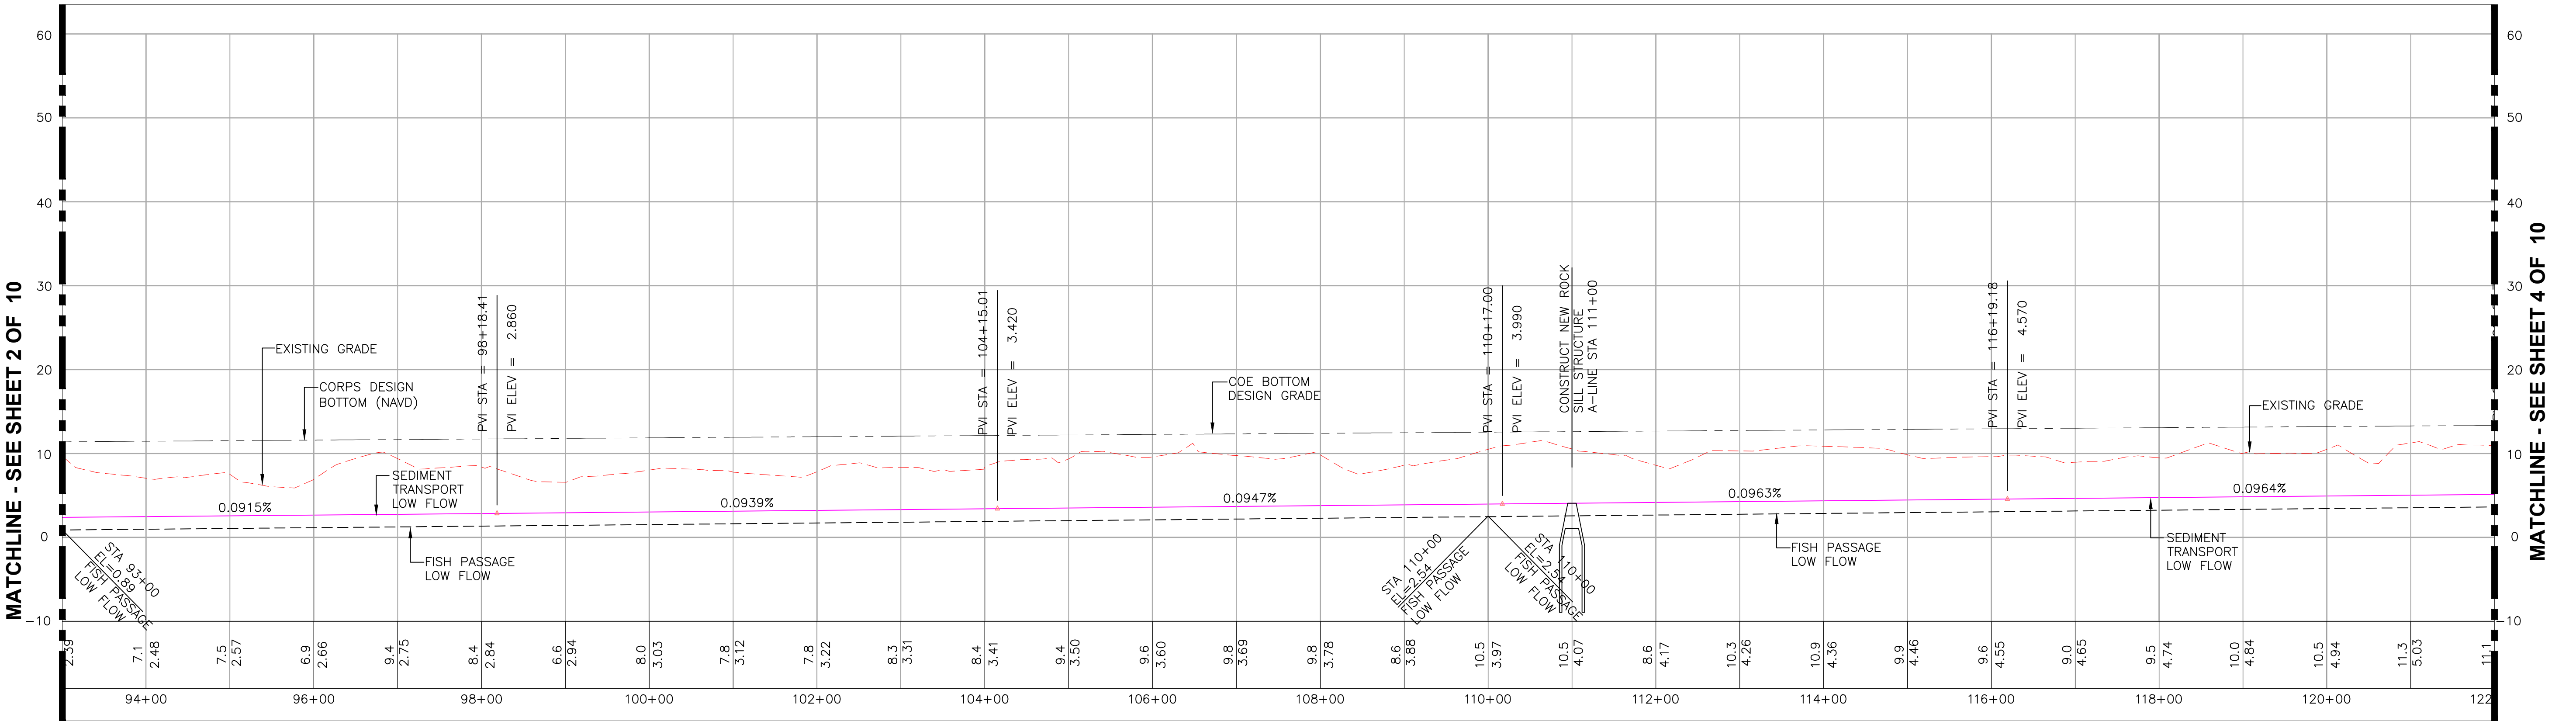 MATCHLINE - SEE SHEET 2 OF 10
60
50
40
30
20
10
0
-10
EXISTING GRADE
CORPS DESIGN
BOTTOM (NAVD)
SEDIMENT
TRANSPORT
LOW FLOW
0.0915%
FISH PASSAGE
LOW FLOW
STA 93+00
EL=0.89
FISH PASSAGE
LOW FLOW
PVI STA = 98+18.41
PVI ELEV = 2.860
0.0939%
PVI STA = 104+15.01
PVI ELEV = 3.420
COE BOTTOM
DESIGN GRADE
0.0947%
PVI STA = 110+17.00
PVI ELEV = 3.990
CONSTRUCT NEW ROCK
SILL STRUCTURE
A-LINE STA 111+00
STA 110+00
EL=2.54
FISH PASSAGE
LOW FLOW
STA 110+00
EL=2.54
FISH PASSAGE
LOW FLOW
0.0963%
FISH PASSAGE
LOW FLOW
PVI STA = 116+19.18
PVI ELEV = 4.570
EXISTING GRADE
0.0964%
SEDIMENT
TRANSPORT
LOW FLOW
60
50
40
30
20
10
0
-10
MATCHLINE - SEE SHEET 4 OF 10
2.39
7.1
2.48
7.5
2.57
6.9
2.66
9.4
2.75
8.4
2.84
6.6
2.94
8.0
3.03
7.8
3.12
7.8
3.22
8.3
3.31
8.4
3.41
9.4
3.50
9.6
3.60
9.8
3.69
9.8
3.78
8.6
3.88
10.5
3.97
10.5
4.07
8.6
4.17
10.3
4.26
10.9
4.36
9.9
4.46
9.6
4.55
9.0
4.65
9.5
4.74
10.0
4.84
10.5
4.94
11.3
5.03
11.1
94+00
96+00
98+00
100+00
102+00
104+00
106+00
108+00
110+00
112+00
114+00
116+00
118+00
120+00
122